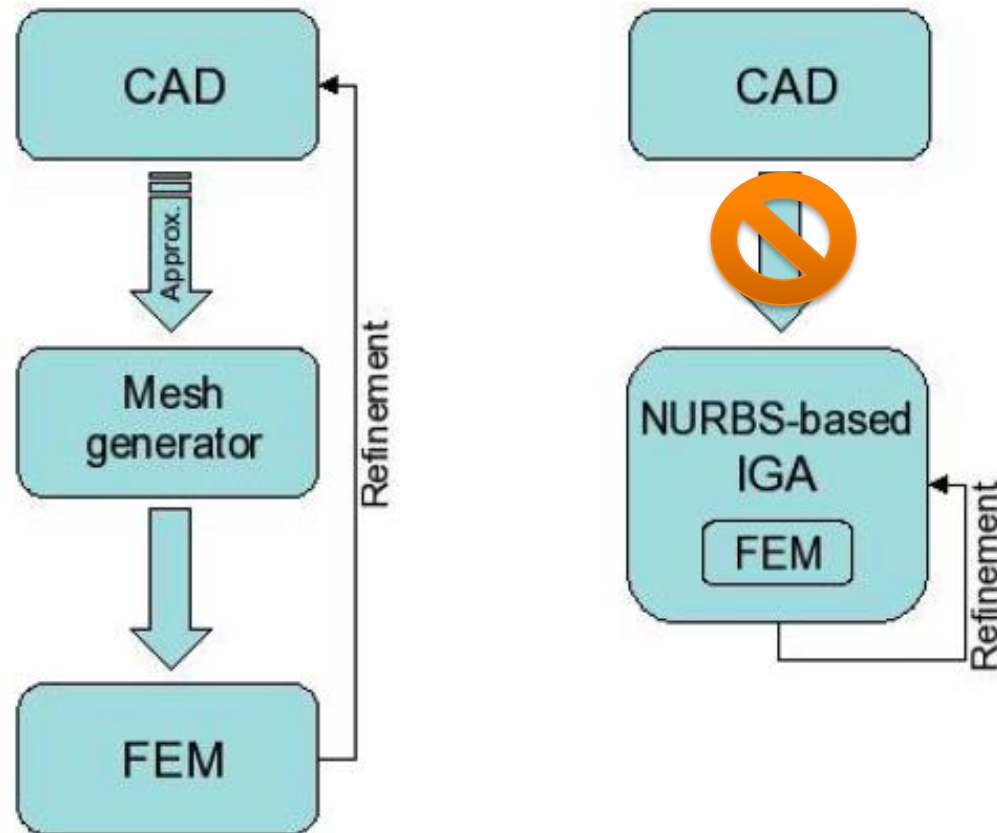 CAD
Approx.
Mesh
generator
Refinement
FEM
CAD
NURBS-based
IGA
FEM
Refinement